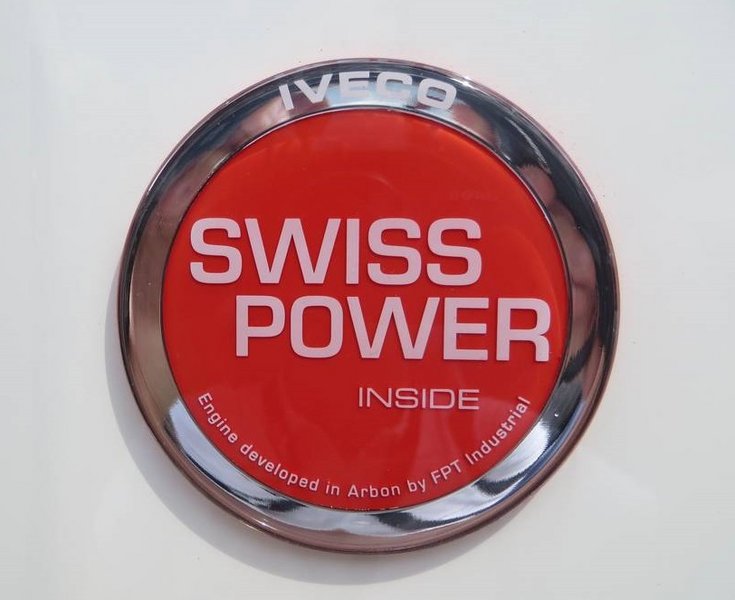 IVECO
SWISS
POWER
INSIDE
Engine developed in Arbon by FPT Industrial